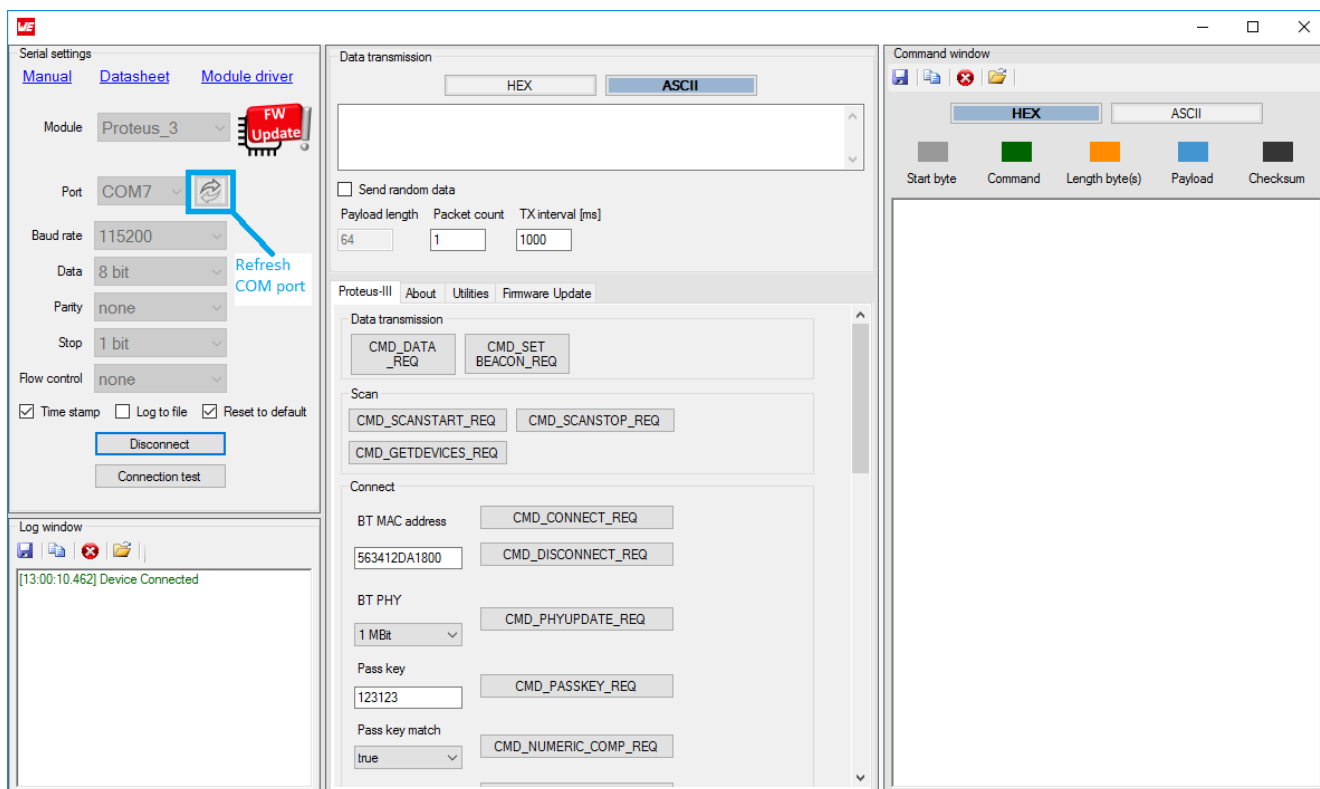 WE
Serial settings
Manual Datasheet Module driver
Module Proteus_3
FW
Update
Port COM7
Baud rate 115200
Data 8 bit
Refresh
COM port
Parity none
Stop 1 bit
Flow control none
Time stamp Log to file Reset to default
Disconnect
Connection test
Log window
[13:00:10.462] Device Connected
Data transmission
HEX ASCII
Send random data
Payload length Packet count TX interval [ms]
64 1 1000
Proteus-III About Utilities Firmware Update
Data transmission
CMD_DATA
_REQ
CMD_SET
BEACON_REQ
Scan
CMD_SCANSTART_REQ CMD_SCANSTOP_REQ
CMD_GETDEVICES_REQ
Connect
BT MAC address CMD_CONNECT_REQ
563412DA1800 CMD_DISCONNECT_REQ
BT PHY
CMD_PHYUPDATE_REQ
1 MBit
Pass key
CMD_PASSKEY_REQ
123123
Pass key match
CMD_NUMERIC_COMP_REQ
true
Command window
HEX ASCII
Start byte Command Length byte(s) Payload Checksum